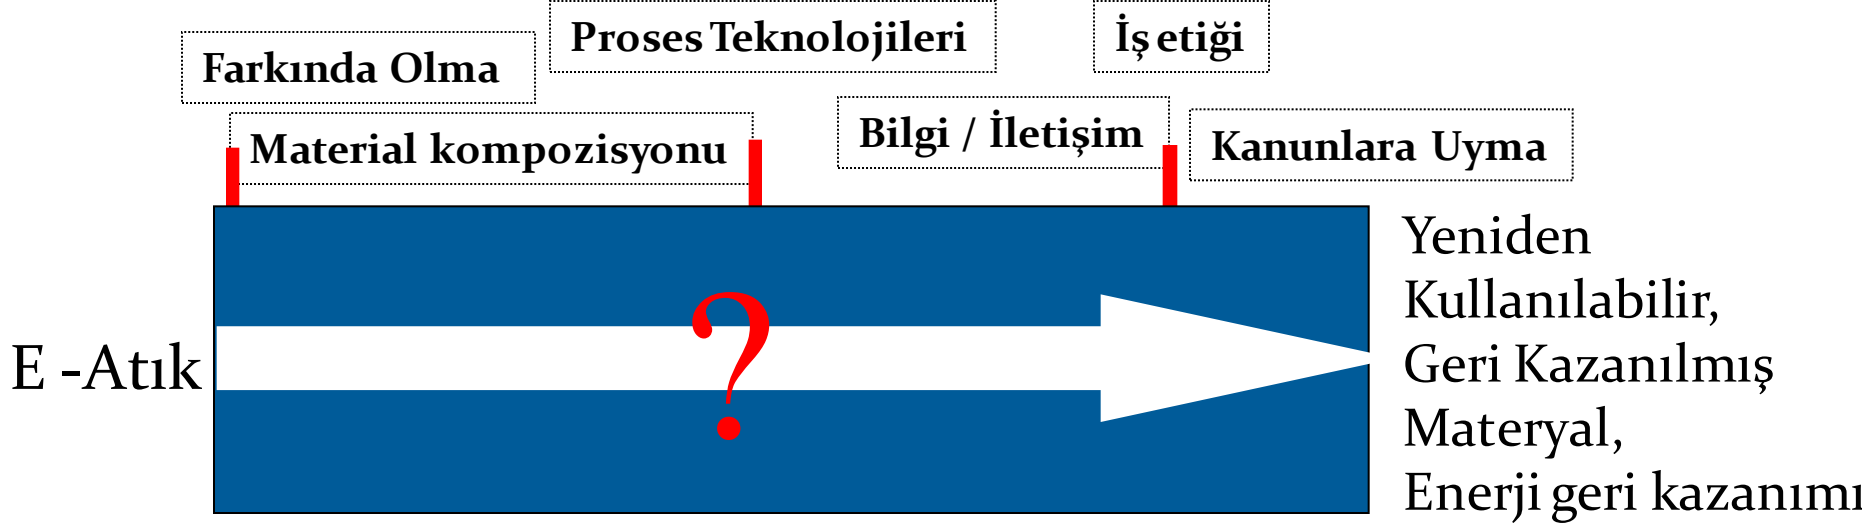 Proses Teknolojileri
İş etiği
Farkında Olma
Bilgi / İletişim
Kanunlara Uyma
Material kompozisyonu
E -Atık
?
Yeniden
Kullanılabilir,
Geri Kazanılmış
Materyal,
Enerji geri kazanımı